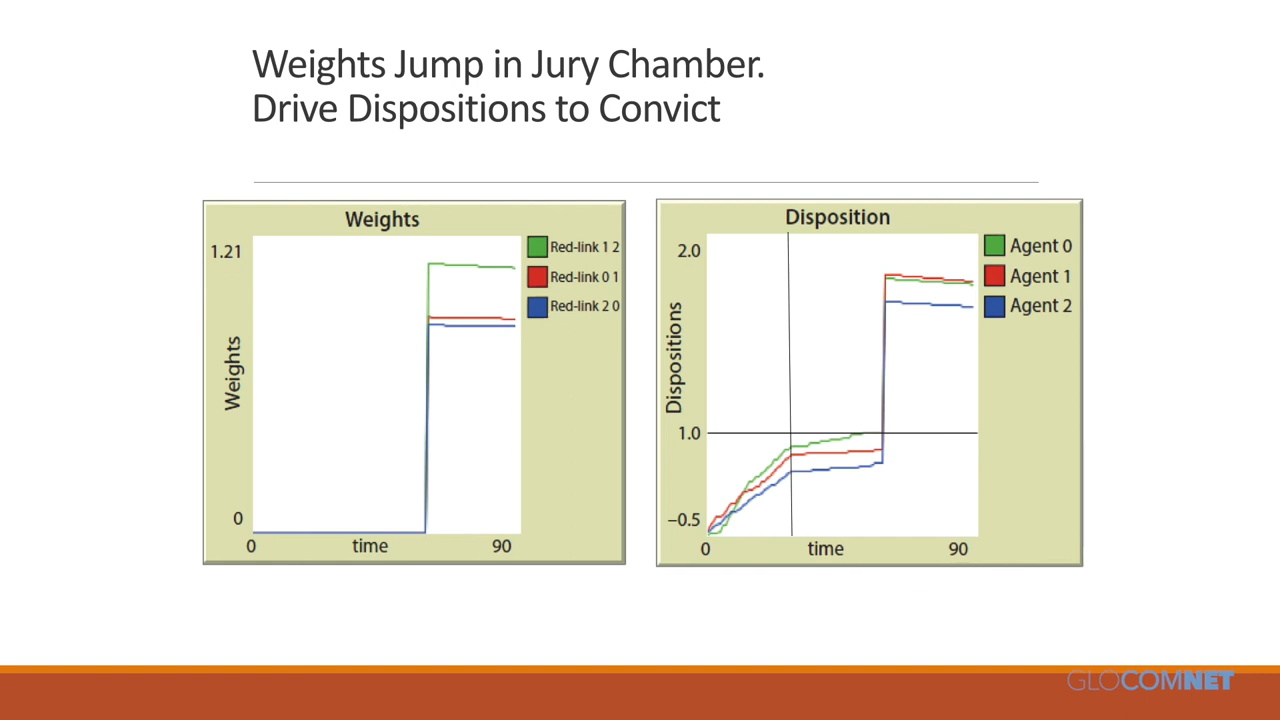 Weights Jump in Jury Chamber.
Drive Dispositions to Convict
Weights
1.21
Weights
0
0
time
90
Red-link 1 2
Red-link 0 1
Red-link 2 0
Disposition
2.0
Dispositions
1.0
–0.5
0
time
90
Agent 0
Agent 1
Agent 2
GLOCOMNET